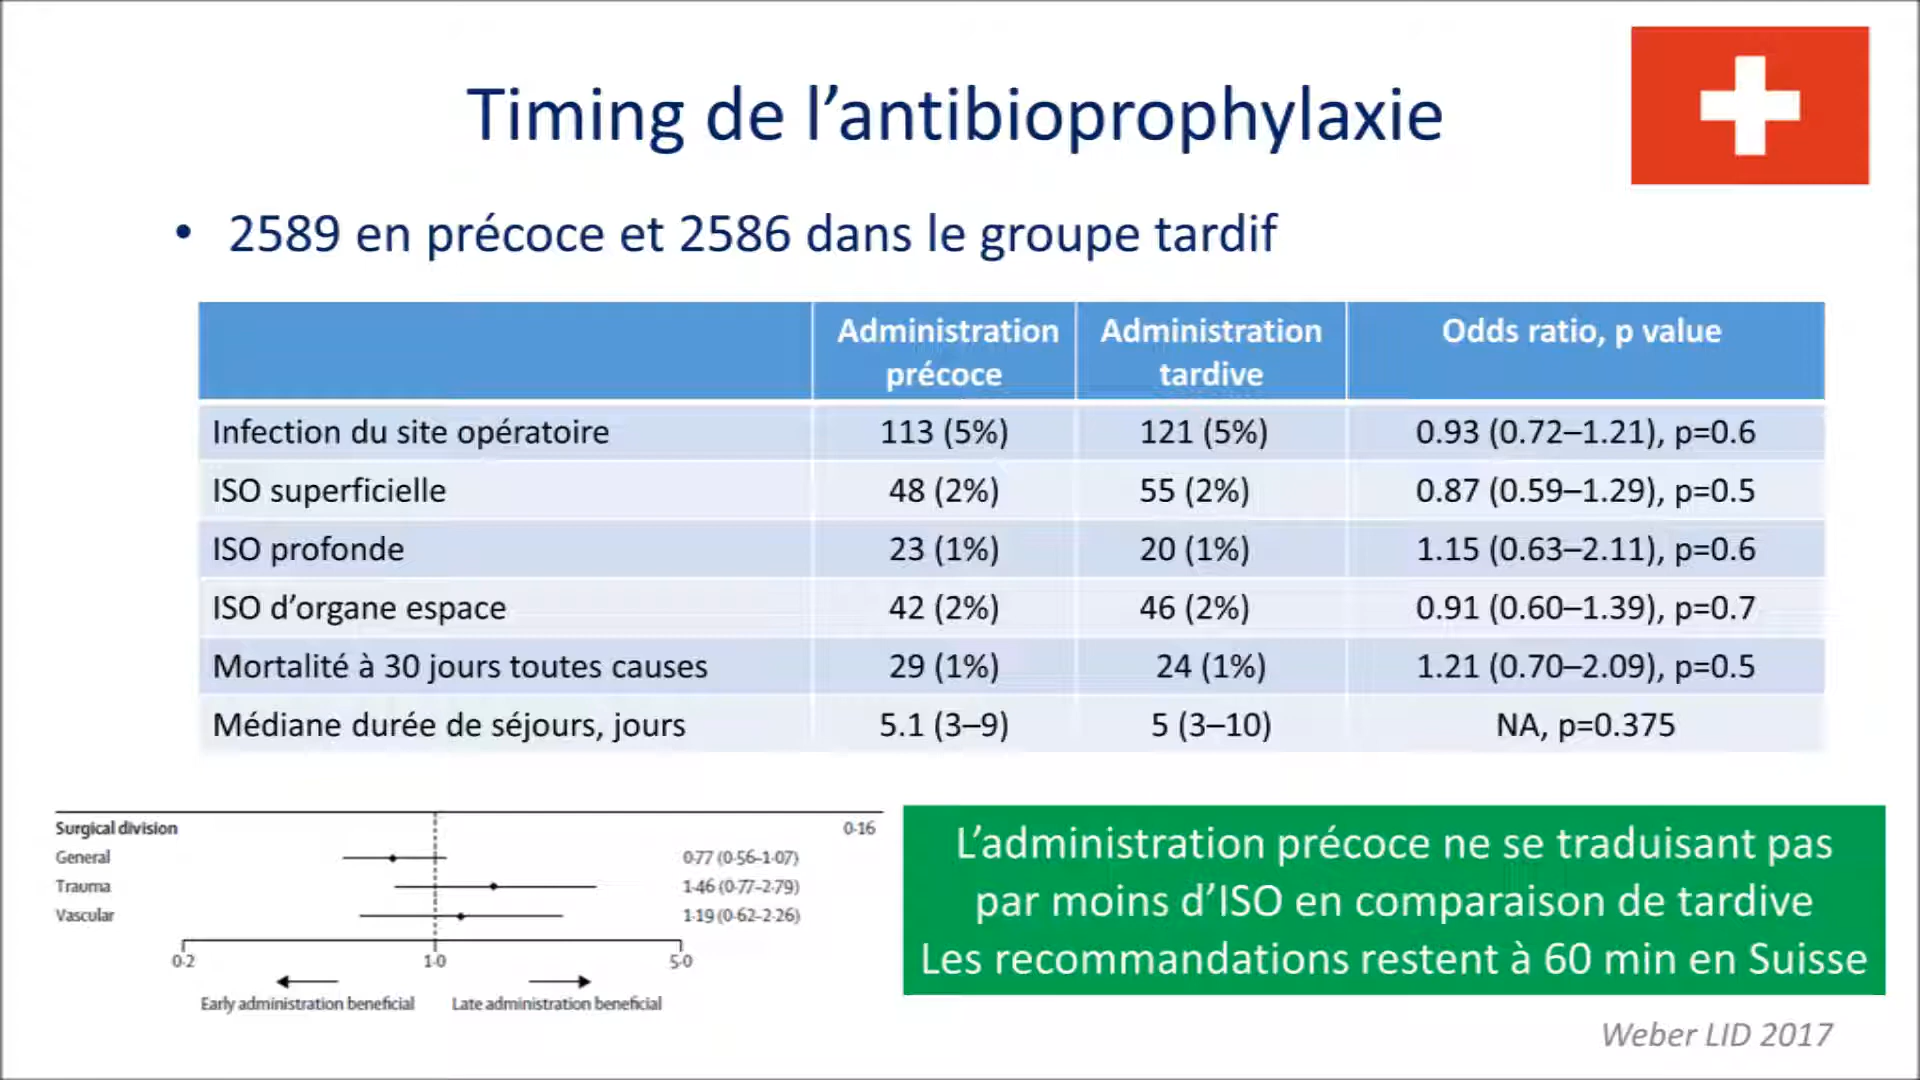 Timing de l’antibioprophylaxie
• 2589 en précoce et 2586 dans le groupe tardif
Administration précoce Administration tardive Odds ratio, p value
Infection du site opératoire 113 (5%) 121 (5%) 0.93 (0.72–1.21), p=0.6
ISO superficielle 48 (2%) 55 (2%) 0.87 (0.59–1.29), p=0.5
ISO profonde 23 (1%) 20 (1%) 1.15 (0.63–2.11), p=0.6
ISO d’organe espace 42 (2%) 46 (2%) 0.91 (0.60–1.39), p=0.7
Mortalité à 30 jours toutes causes 29 (1%) 24 (1%) 1.21 (0.70–2.09), p=0.5
Médiane durée de séjours, jours 5.1 (3–9) 5 (3–10) NA, p=0.375
Surgical division 0·16
General 0·77 (0·56–1·07)
Trauma 1·46 (0·77–2·79)
Vascular 1·19 (0·62–2·26)
0·2 1·0 5·0
Early administration beneficial Late administration beneficial
L’administration précoce ne se traduisant pas
par moins d’ISO en comparaison de tardive
Les recommandations restent à 60 min en Suisse
Weber LID 2017